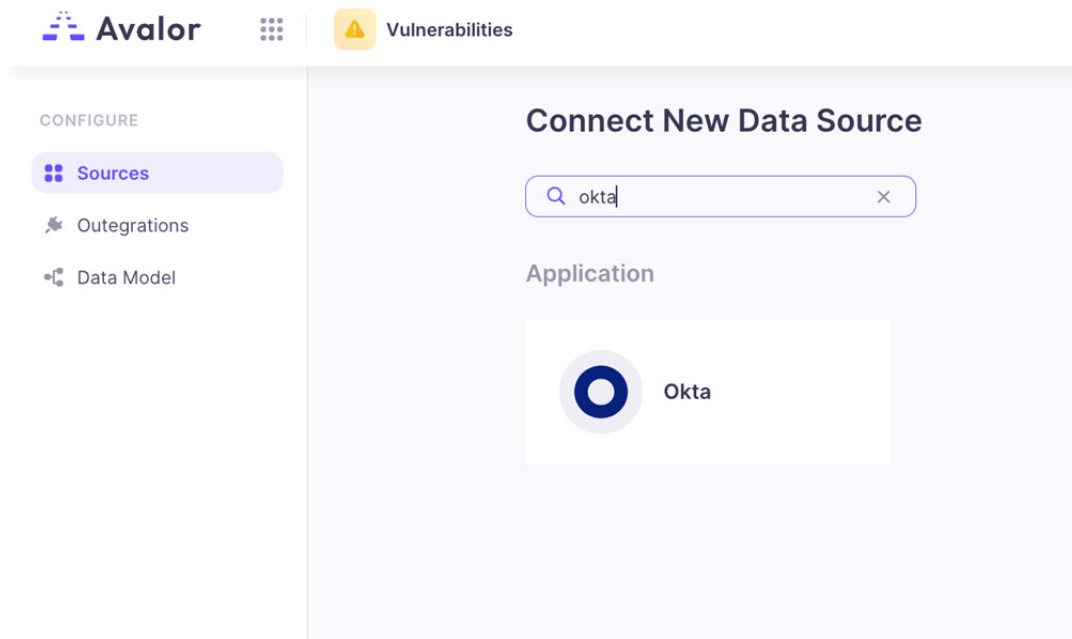 Avalor
Vulnerabilities
CONFIGURE
Sources
Outegrations
Data Model
Connect New Data Source
okta
Application
Okta